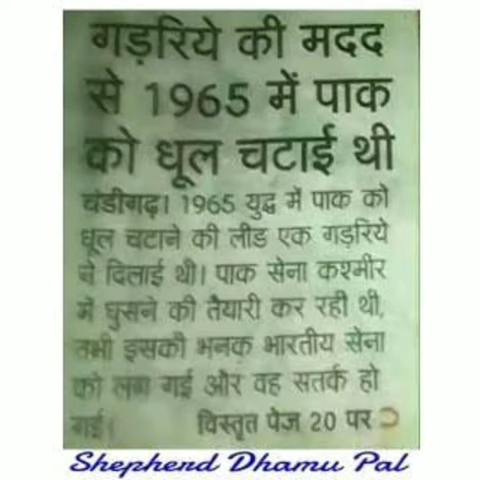 गड़रिये की मदद
से 1965 में पाक
को धूल चटाई थी
चंडीगढ़। 1965 युद्ध में पाक को
धूल चटाने की लीड एक गड़रिये
ने दिलाई थी। पाक सेना कश्मीर
में घुसने की तैयारी कर रही थी,
तभी इसकी भनक भारतीय सेना
को लग गई और वह सतर्क हो
गई। विस्तृत पेज 20 पर
Shepherd Dhamu Pal